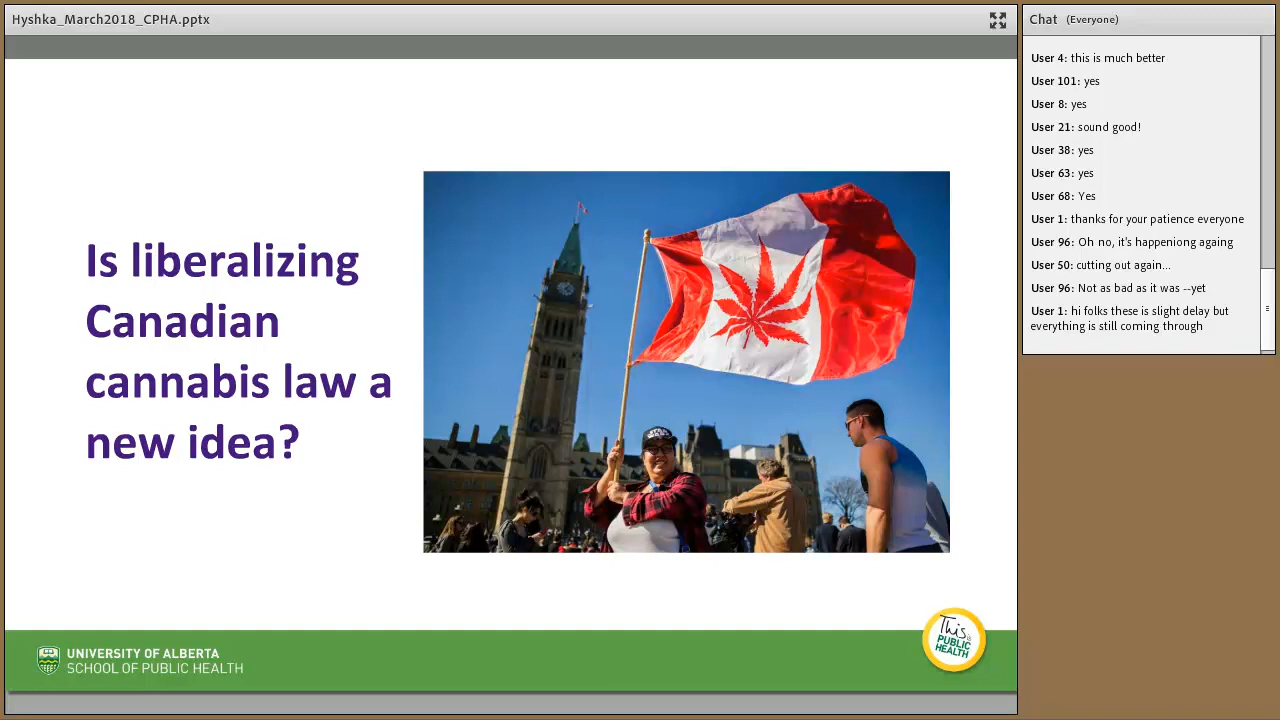 Hyshka_March2018_CPHA.pptx
Is liberalizing
Canadian
cannabis law a
new idea?
UNIVERSITY OF ALBERTA
SCHOOL OF PUBLIC HEALTH
This
is
PUBLIC
HEALTH
Chat (Everyone)
User 4: this is much better
User 101: yes
User 8: yes
User 21: sound good!
User 38: yes
User 63: yes
User 68: Yes
User 1: thanks for your patience everyone
User 96: Oh no, it's happeniong againg
User 50: cutting out again...
User 96: Not as bad as it was --yet
User 1: hi folks these is slight delay but
everything is still coming through